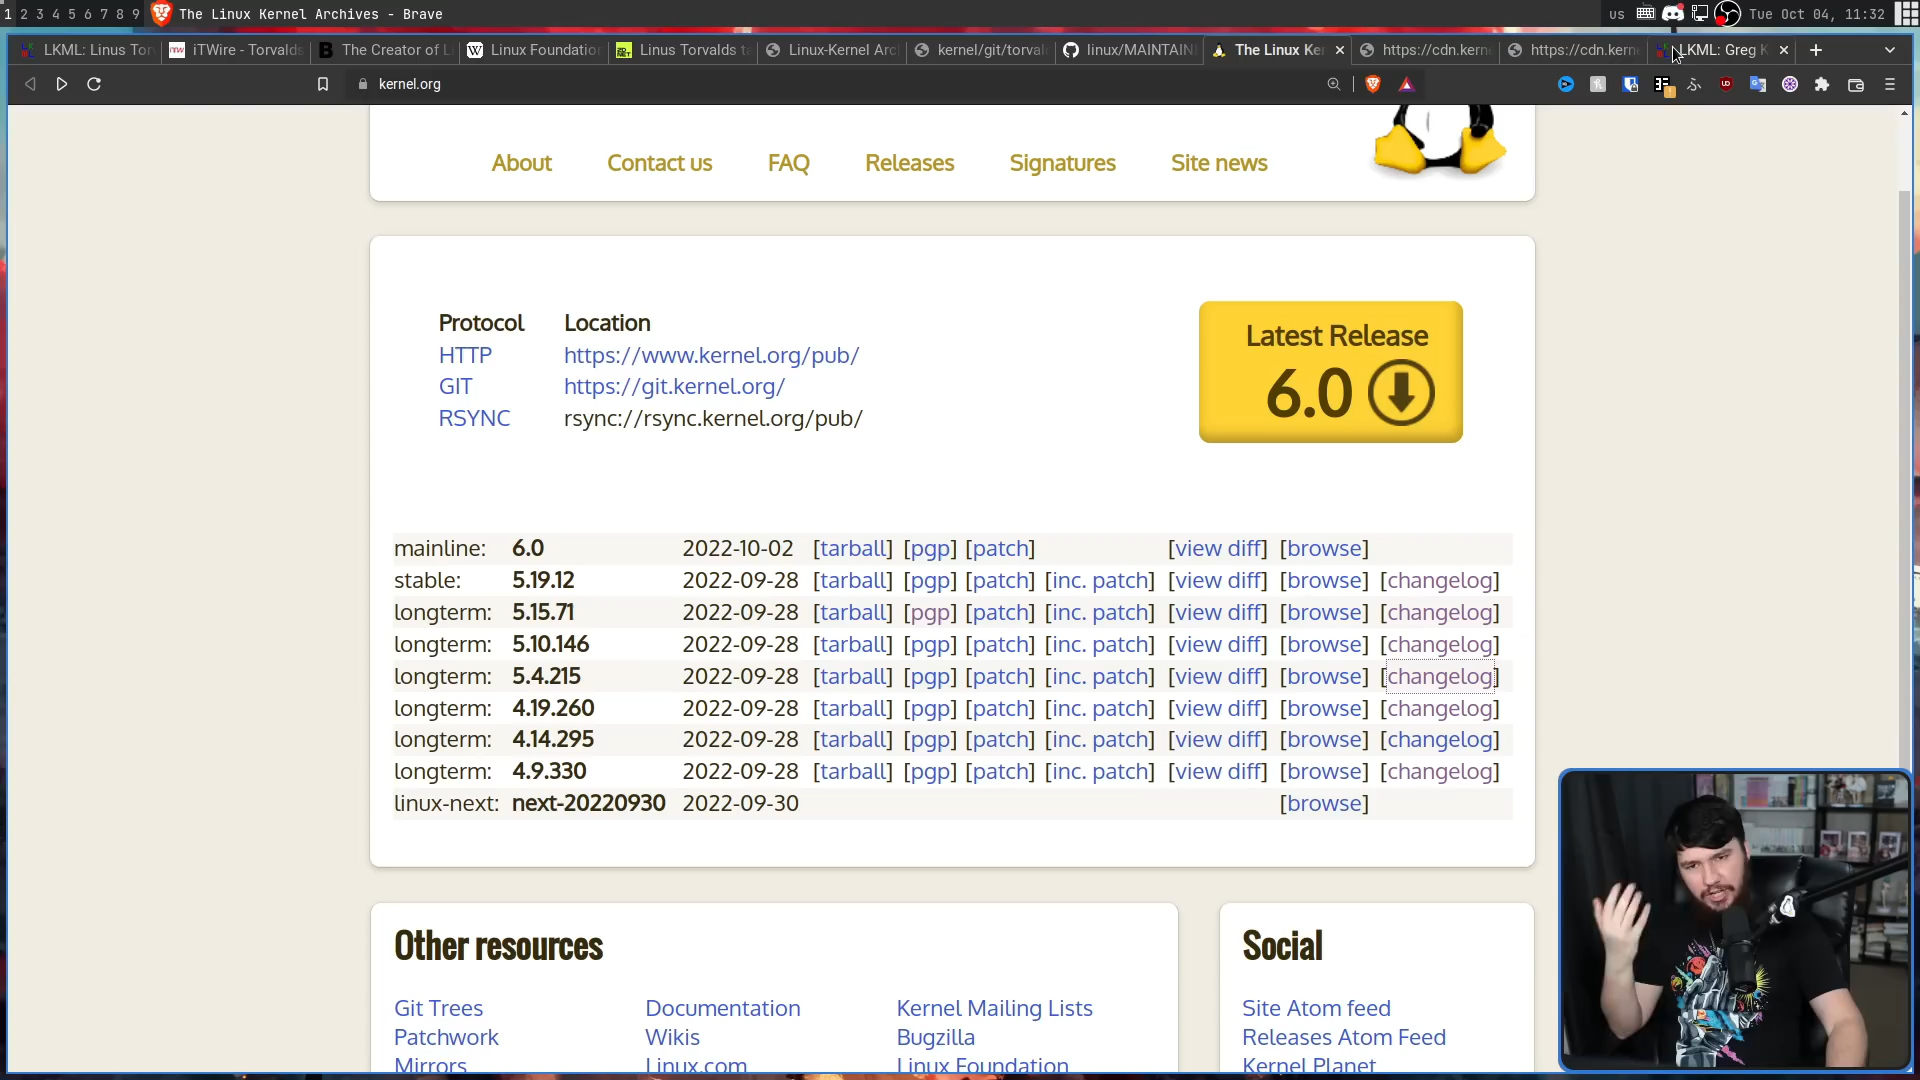 1 2 3 4 5 6 7 8 9 The Linux Kernel Archives - Brave us Tue Oct 04, 11:32
LKML: Linus Tor iTWire - Torvalds The Creator of L Linux Foundation Linus Torvalds ta Linux-Kernel Arc kernel/git/torval linux/MAINTAIN The Linux Ke https://cdn.kern https://cdn.kern LKML: Greg K
kernel.org
About Contact us FAQ Releases Signatures Site news
Protocol Location
HTTP https://www.kernel.org/pub/
GIT https://git.kernel.org/
RSYNC rsync://rsync.kernel.org/pub/
Latest Release
6.0
mainline: 6.0 2022-10-02 [tarball] [pgp] [patch] [view diff] [browse]
stable: 5.19.12 2022-09-28 [tarball] [pgp] [patch] [inc. patch] [view diff] [browse] [changelog]
longterm: 5.15.71 2022-09-28 [tarball] [pgp] [patch] [inc. patch] [view diff] [browse] [changelog]
longterm: 5.10.146 2022-09-28 [tarball] [pgp] [patch] [inc. patch] [view diff] [browse] [changelog]
longterm: 5.4.215 2022-09-28 [tarball] [pgp] [patch] [inc. patch] [view diff] [browse] [changelog]
longterm: 4.19.260 2022-09-28 [tarball] [pgp] [patch] [inc. patch] [view diff] [browse] [changelog]
longterm: 4.14.295 2022-09-28 [tarball] [pgp] [patch] [inc. patch] [view diff] [browse] [changelog]
longterm: 4.9.330 2022-09-28 [tarball] [pgp] [patch] [inc. patch] [view diff] [browse] [changelog]
linux-next: next-20220930 2022-09-30 [browse]
Other resources
Git Trees Documentation Kernel Mailing Lists
Patchwork Wikis Bugzilla
Mirrors Linux.com Linux Foundation
Social
Site Atom feed
Releases Atom Feed
Kernel Planet